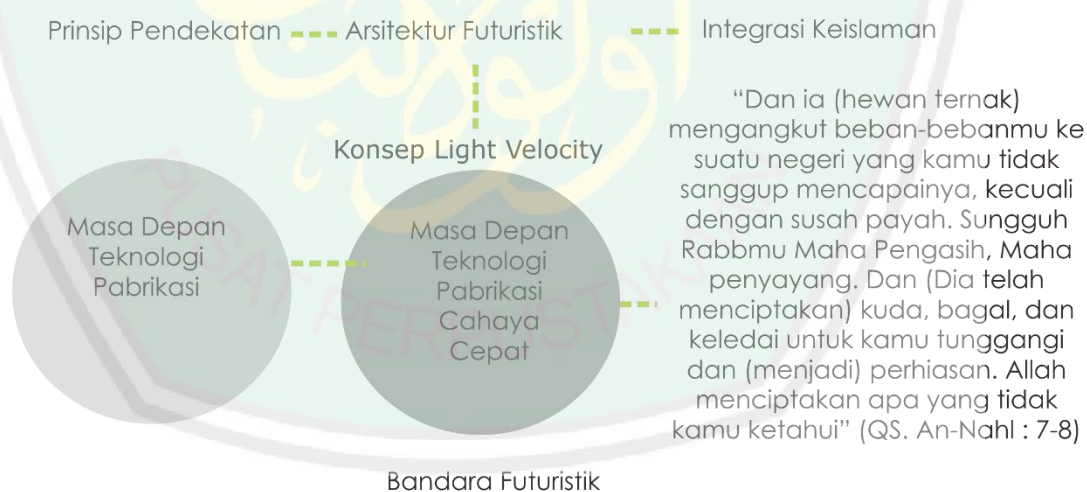 Prinsip Pendekatan
Arsitektur Futuristik
Integrasi Keislaman
Konsep Light Velocity
Masa Depan
Teknologi
Pabrikasi
Masa Depan
Teknologi
Pabrikasi
Cahaya
Cepat
“Dan ia (hewan ternak)
mengangkut beban-bebanmu ke
suatu negeri yang kamu tidak
sanggup mencapainya, kecuali
dengan susah payah. Sungguh
Rabbmu Maha Pengasih, Maha
penyayang. Dan (Dia telah
menciptakan) kuda, bagal, dan
keledai untuk kamu tunggangi
dan (menjadi) perhiasan. Allah
menciptakan apa yang tidak
kamu ketahui” (QS. An-Nahl : 7-8)
Bandara Futuristik